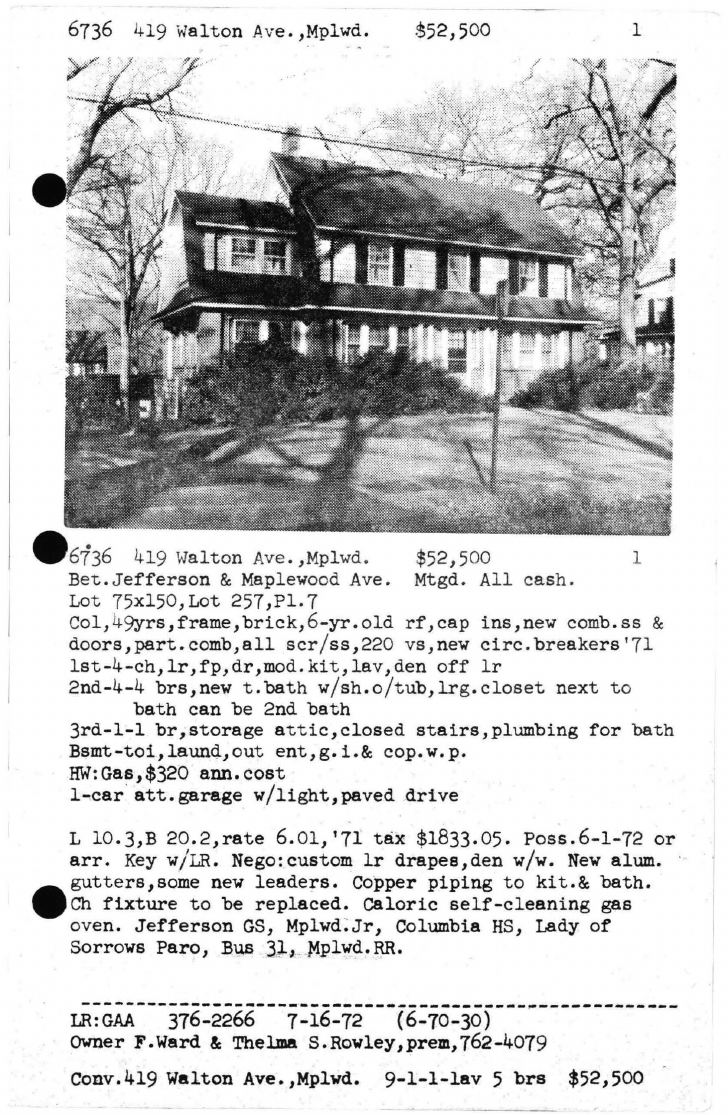 6736 419 Walton Ave.,Mplwd. $52,500 1
6736 419 Walton Ave.,Mplwd. $52,500 1
Bet.Jefferson & Maplewood Ave. Mtgd. All cash.
Lot 75x150,Lot 257,Pl.7
Col,49yrs,frame,brick,6-yr.old rf,cap ins,new comb.ss &
doors,part.comb,all scr/ss,220 vs,new circ.breakers'71
1st-4-ch,lr,fp,dr,mod.kit,lav,den off lr
2nd-4-4 brs,new t.bath w/sh.o/tub,lrg.closet next to
bath can be 2nd bath
3rd-1-1 br,storage attic,closed stairs,plumbing for bath
Bsmt-toi,laund,out ent,g.i.& cop.w.p.
HW:Gas,$320 ann.cost
1-car att.garage w/light,paved drive
L 10.3,B 20.2,rate 6.01,'71 tax $1833.05. Poss.6-1-72 or
arr. Key w/LR. Nego:custom lr drapes,den w/w. New alum.
gutters,some new leaders. Copper piping to kit.& bath.
Ch fixture to be replaced. Caloric self-cleaning gas
oven. Jefferson GS, Mplwd.Jr, Columbia HS, Lady of
Sorrows Paro, Bus 31, Mplwd.RR.
LR:GAA 376-2266 7-16-72 (6-70-30)
Owner F.Ward & Thelma S.Rowley,prem,762-4079
Conv.419 Walton Ave.,Mplwd. 9-1-1-lav 5 brs $52,500